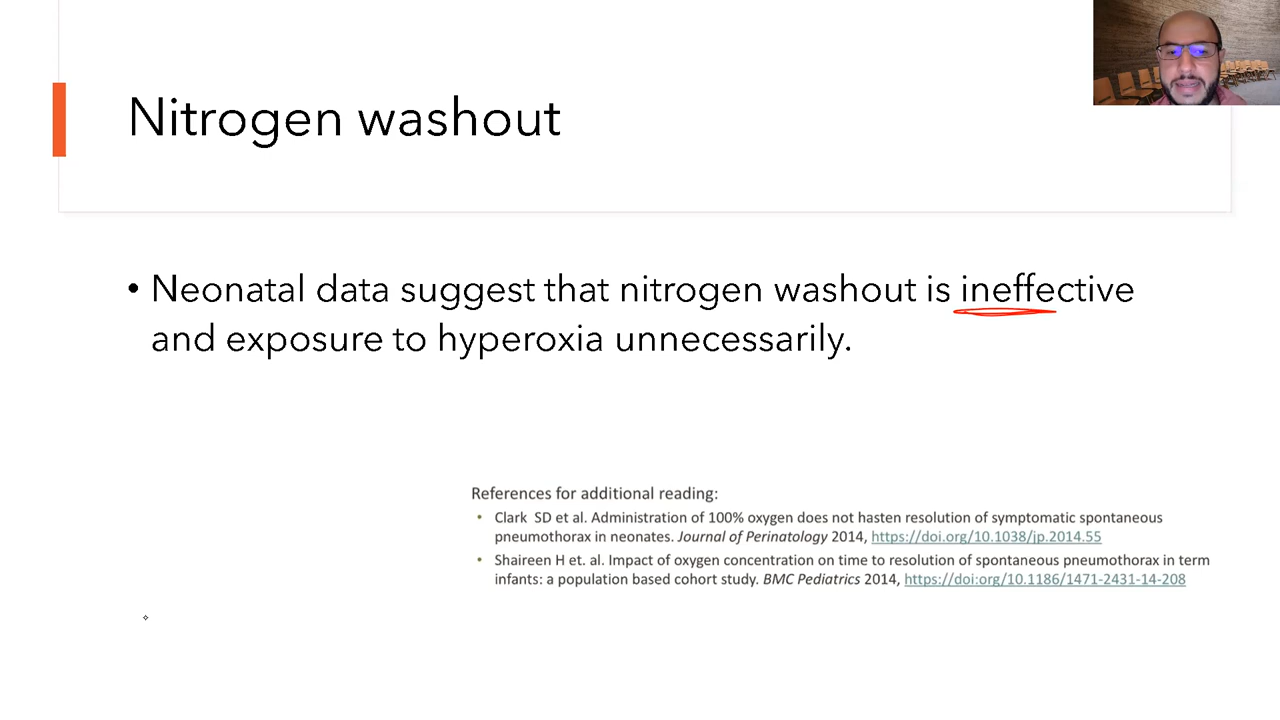 Nitrogen washout
• Neonatal data suggest that nitrogen washout is ineffective
and exposure to hyperoxia unnecessarily.
References for additional reading:
• Clark SD et al. Administration of 100% oxygen does not hasten resolution of symptomatic spontaneous
pneumothorax in neonates. Journal of Perinatology 2014, https://doi.org/10.1038/jp.2014.55
• Shaireen H et. al. Impact of oxygen concentration on time to resolution of spontaneous pneumothorax in term
infants: a population based cohort study. BMC Pediatrics 2014, https://doi:org/10.1186/1471-2431-14-208